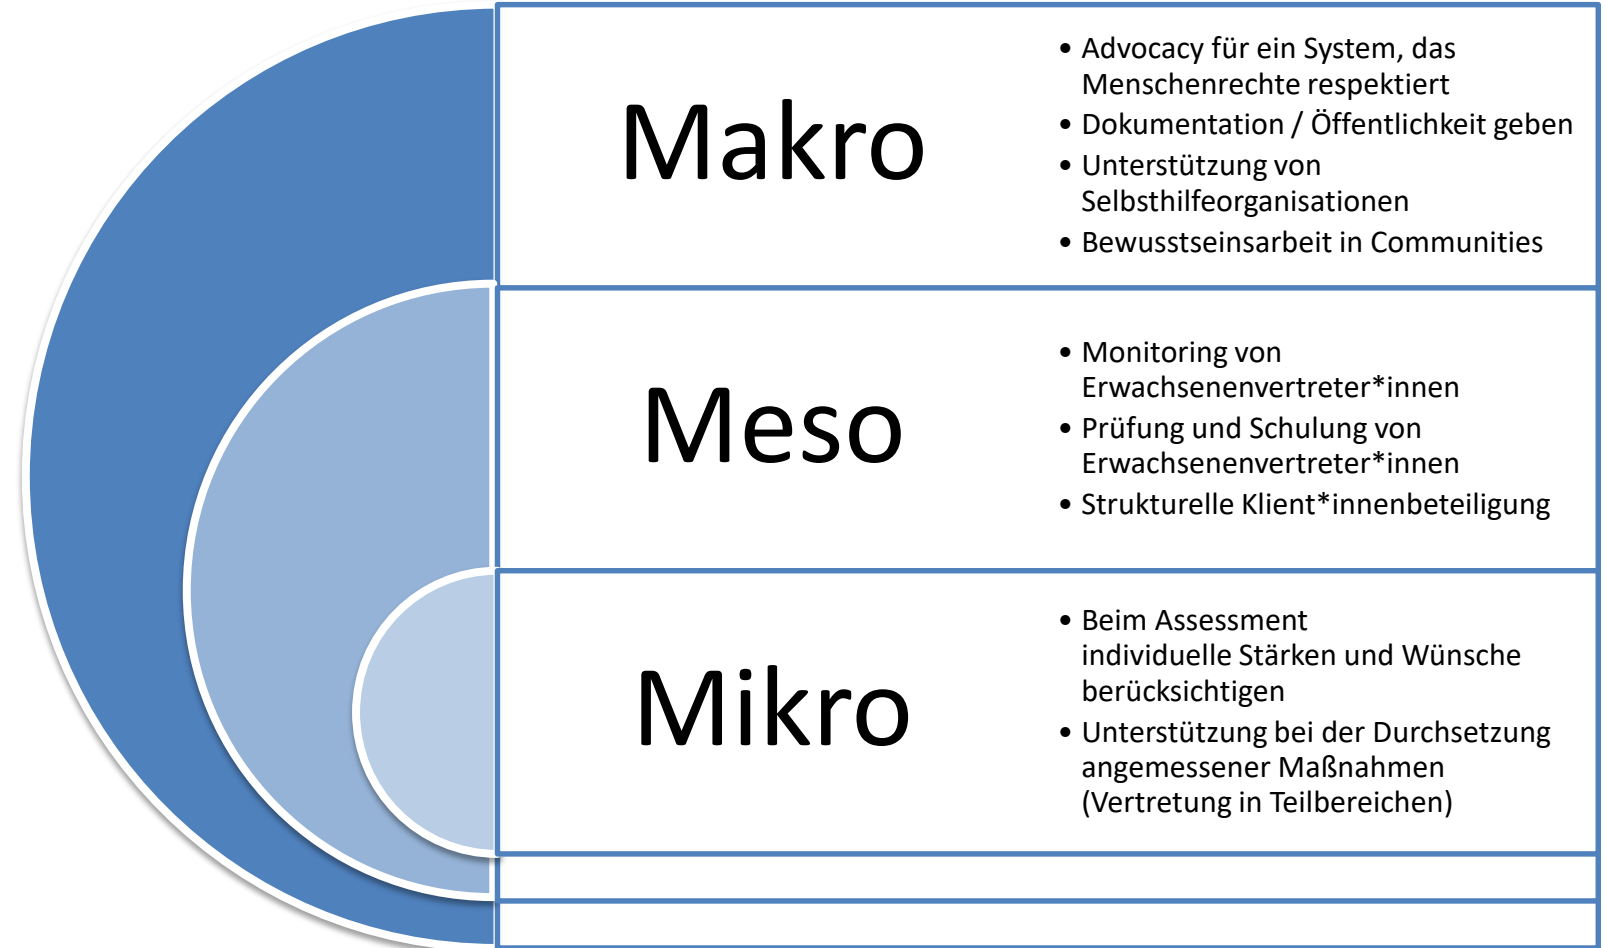 Makro
• Advocacy für ein System, das
Menschenrechte respektiert
• Dokumentation / Öffentlichkeit geben
• Unterstützung von
Selbsthilfeorganisationen
• Bewusstseinsarbeit in Communities
Meso
• Monitoring von
Erwachsenenvertreter*innen
• Prüfung und Schulung von
Erwachsenenvertreter*innen
• Strukturelle Klient*innenbeteiligung
Mikro
• Beim Assessment
individuelle Stärken und Wünsche
berücksichtigen
• Unterstützung bei der Durchsetzung
angemessener Maßnahmen
(Vertretung in Teilbereichen)